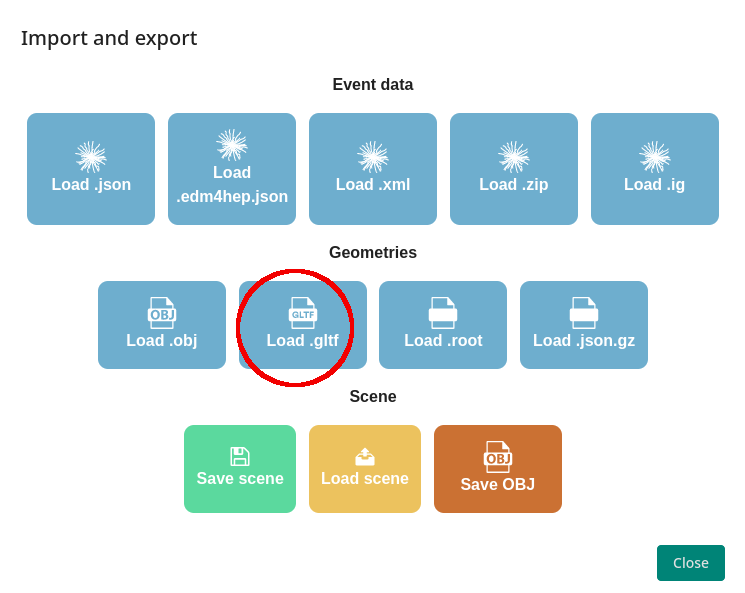 Import and export
Event data
Load .json
Load
.edm4hep.json
Load .xml
Load .zip
Load .ig
Geometries
OBJ
Load .obj
GLTF
Load .gltf
Load .root
Load .json.gz
Scene
Save scene
Load scene
OBJ
Save OBJ
Close